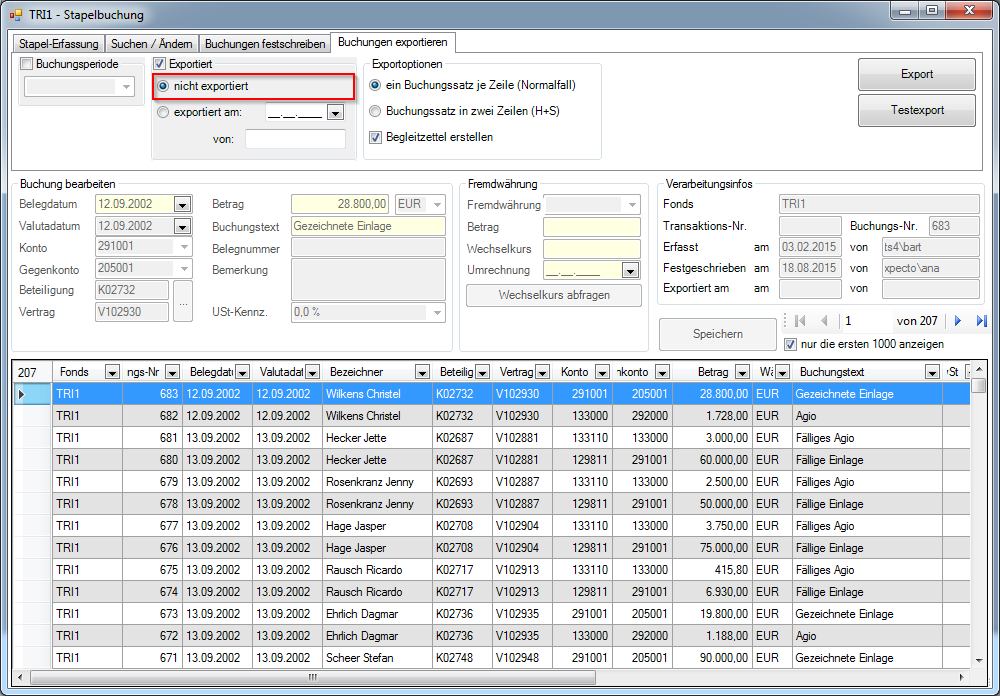 TRI1 - Stapelbuchung
Stapel-Erfassung Suchen / Ändern Buchungen festschreiben Buchungen exportieren
Buchungsperiode
Exportiert
nicht exportiert
exportiert am: __.__.____
von:
Exportoptionen
ein Buchungssatz je Zeile (Normalfall)
Buchungssatz in zwei Zeilen (H+S)
Begleitzettel erstellen
Export
Testexport
Buchung bearbeiten
Belegdatum 12.09.2002 Betrag 28.800,00 EUR
Valutadatum 12.09.2002 Buchungstext Gezeichnete Einlage
Konto 291001 Belegnummer
Gegenkonto 205001 Bemerkung
Beteiligung K02732
Vertrag V102930 ... USt-Kennz. 0,0 %
Fremdwährung
Fremdwährung
Betrag
Wechselkurs
Umrechnung __.__.____
Wechselkurs abfragen
Verarbeitungsinfos
Fonds TRI1
Transaktions-Nr. Buchungs-Nr. 683
Erfasst am 03.02.2015 von ts4\bart
Festgeschrieben am 18.08.2015 von xpecto\ana
Exportiert am am von
Speichern
1 von 207
nur die ersten 1000 anzeigen
207 Fonds ngs-Nr Belegdatu Valutadat Bezeichner Beteilig Vertrag Konto nkonto Betrag Wä Buchungstext St
TRI1 683 12.09.2002 12.09.2002 Wilkens Christel K02732 V102930 291001 205001 28.800,00 EUR Gezeichnete Einlage
TRI1 682 12.09.2002 12.09.2002 Wilkens Christel K02732 V102930 133000 292000 1.728,00 EUR Agio
TRI1 681 13.09.2002 13.09.2002 Hecker Jette K02687 V102881 133110 133000 3.000,00 EUR Fälliges Agio
TRI1 680 13.09.2002 13.09.2002 Hecker Jette K02687 V102881 129811 291001 60.000,00 EUR Fällige Einlage
TRI1 679 13.09.2002 13.09.2002 Rosenkranz Jenny K02693 V102887 133110 133000 2.500,00 EUR Fälliges Agio
TRI1 678 13.09.2002 13.09.2002 Rosenkranz Jenny K02693 V102887 129811 291001 50.000,00 EUR Fällige Einlage
TRI1 677 13.09.2002 13.09.2002 Hage Jasper K02708 V102904 133110 133000 3.750,00 EUR Fälliges Agio
TRI1 676 13.09.2002 13.09.2002 Hage Jasper K02708 V102904 129811 291001 75.000,00 EUR Fällige Einlage
TRI1 675 13.09.2002 13.09.2002 Rausch Ricardo K02717 V102913 133110 133000 415,80 EUR Fälliges Agio
TRI1 674 13.09.2002 13.09.2002 Rausch Ricardo K02717 V102913 129811 291001 6.930,00 EUR Fällige Einlage
TRI1 673 13.09.2002 13.09.2002 Ehrlich Dagmar K02736 V102935 291001 205001 19.800,00 EUR Gezeichnete Einlage
TRI1 672 13.09.2002 13.09.2002 Ehrlich Dagmar K02736 V102935 133000 292000 1.188,00 EUR Agio
TRI1 671 13.09.2002 13.09.2002 Scheer Stefan K02748 V102948 291001 205001 90.000,00 EUR Gezeichnete Einlage